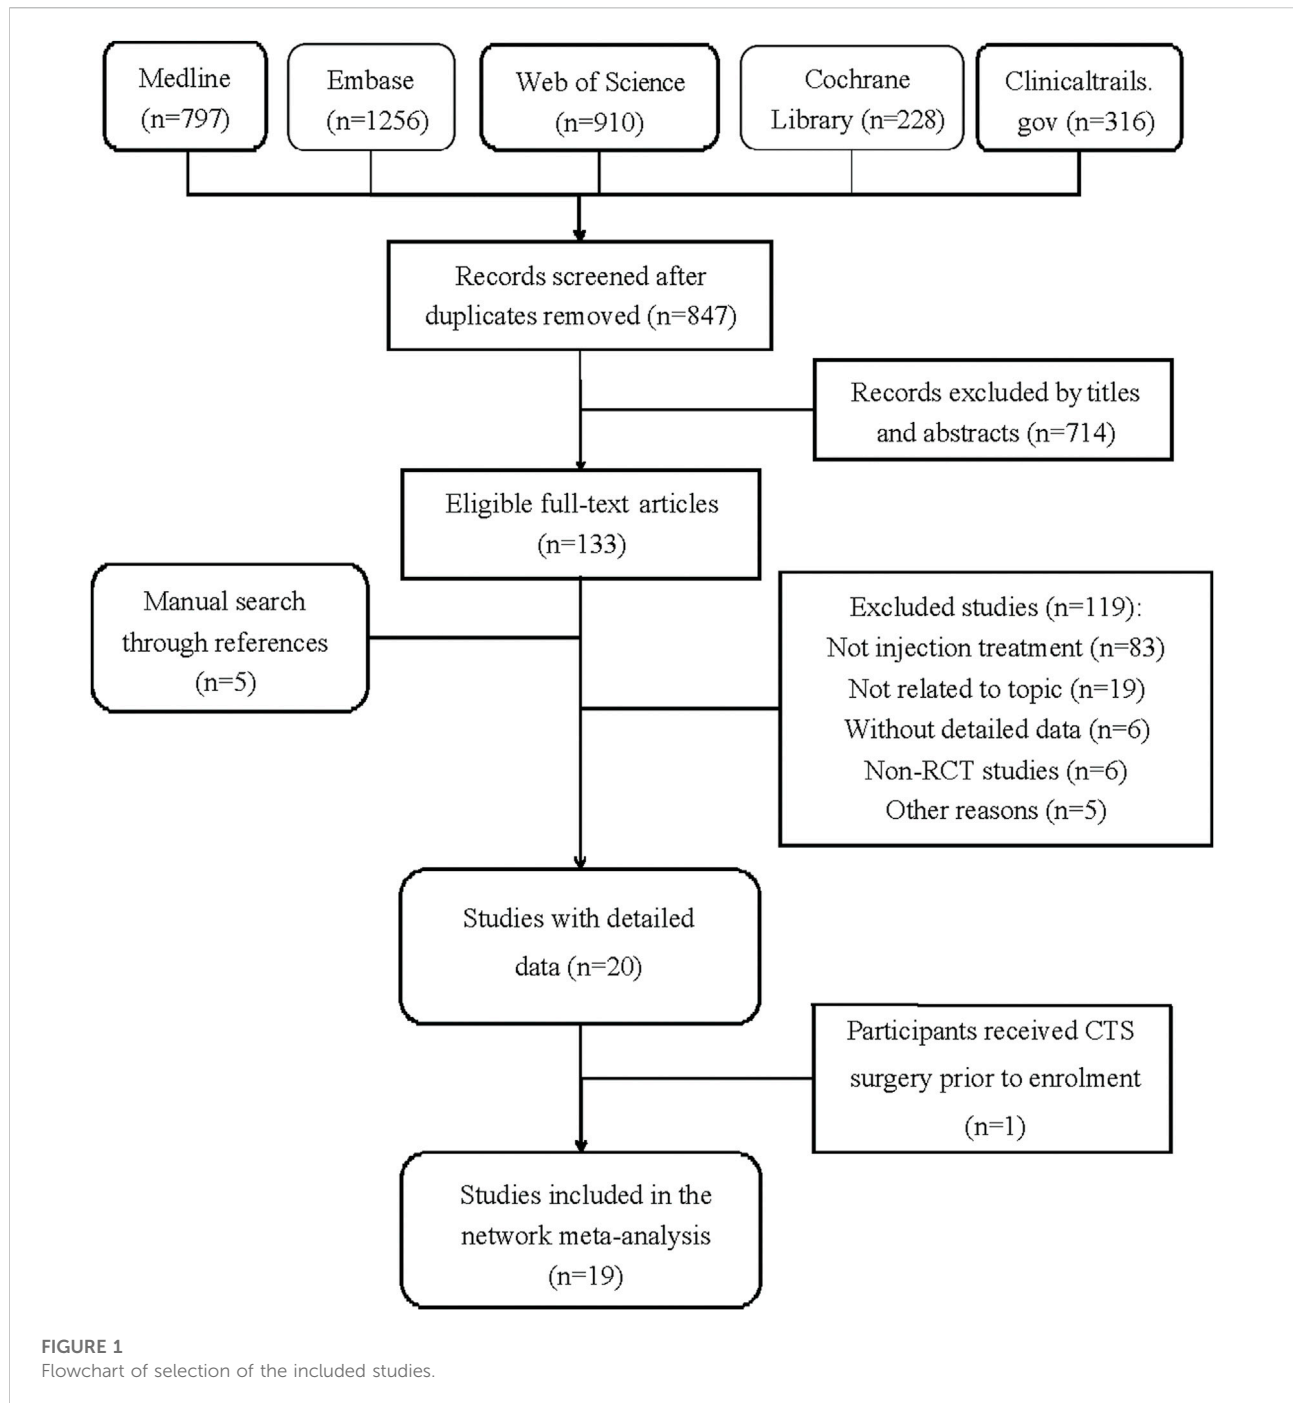 Medline
(n=797)
Embase
(n=1256)
Web of Science
(n=910)
Cochrane
Library (n=228)
Clinicaltrails.
gov (n=316)
Records screened after
duplicates removed (n=847)
Records excluded by titles
and abstracts (n=714)
Eligible full-text articles
(n=133)
Manual search
through references
(n=5)
Excluded studies (n=119):
Not injection treatment (n=83)
Not related to topic (n=19)
Without detailed data (n=6)
Non-RCT studies (n=6)
Other reasons (n=5)
Studies with detailed
data (n=20)
Participants received CTS
surgery prior to enrolment
(n=1)
Studies included in the
network meta-analysis
(n=19)
FIGURE 1
Flowchart of selection of the included studies.